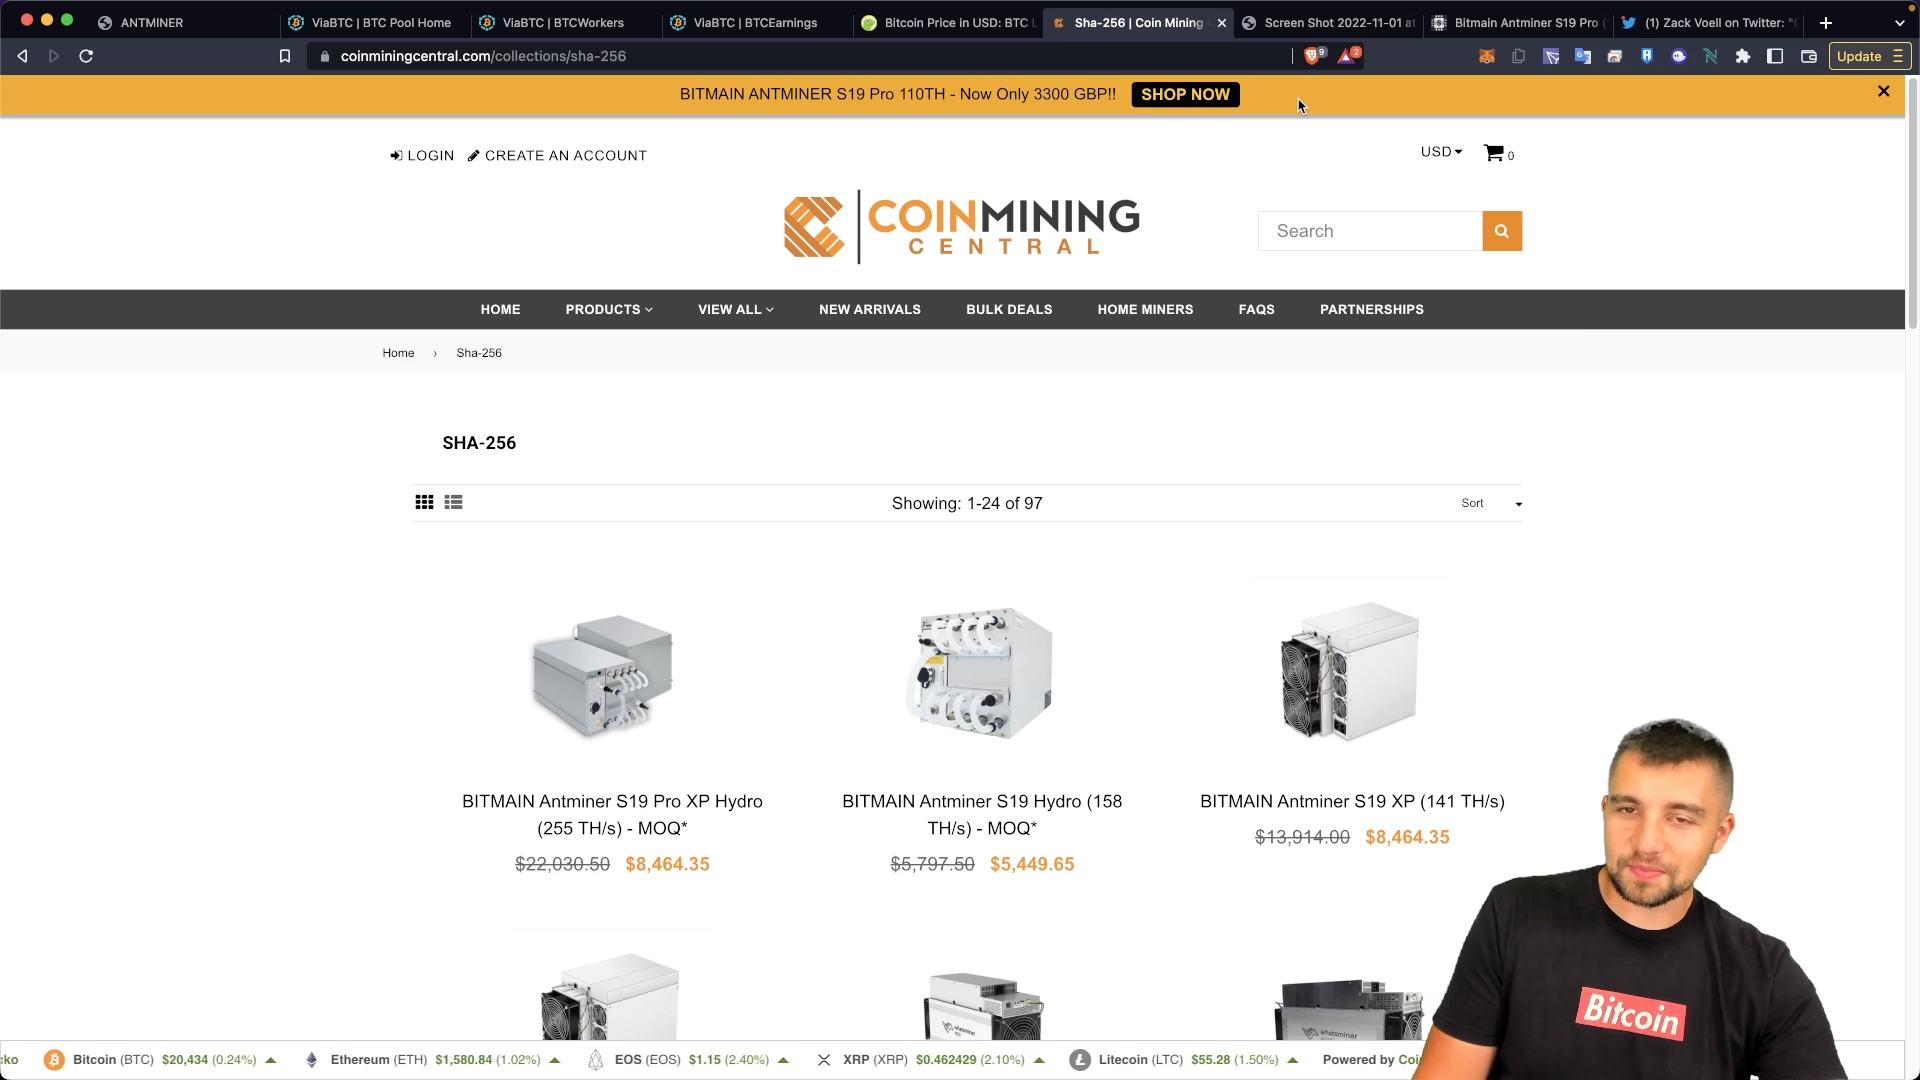 ANTMINER
ViaBTC | BTC Pool Home
ViaBTC | BTCWorkers
ViaBTC | BTCEarnings
Bitcoin Price in USD: BTC L
Sha-256 | Coin Mining
Screen Shot 2022-11-01 at
Bitmain Antminer S19 Pro (
(1) Zack Voell on Twitter: "
coinminingcentral.com/collections/sha-256
9
2
Update
BITMAIN ANTMINER S19 Pro 110TH - Now Only 3300 GBP!! SHOP NOW
LOGIN CREATE AN ACCOUNT
USD 0
COINMINING
CENTRAL
Search
HOME PRODUCTS VIEW ALL NEW ARRIVALS BULK DEALS HOME MINERS FAQS PARTNERSHIPS
Home › Sha-256
SHA-256
Showing: 1-24 of 97
Sort
BITMAIN Antminer S19 Pro XP Hydro
(255 TH/s) - MOQ*
$22,030.50 $8,464.35
BITMAIN Antminer S19 Hydro (158
TH/s) - MOQ*
$5,797.50 $5,449.65
BITMAIN Antminer S19 XP (141 TH/s)
$13,914.00 $8,464.35
whatsminer
whatsminer
Bitcoin
cko Bitcoin (BTC) $20,434 (0.24%) Ethereum (ETH) $1,580.84 (1.02%) EOS (EOS) $1.15 (2.40%) XRP (XRP) $0.462429 (2.10%) Litecoin (LTC) $55.28 (1.50%) Powered by Coi